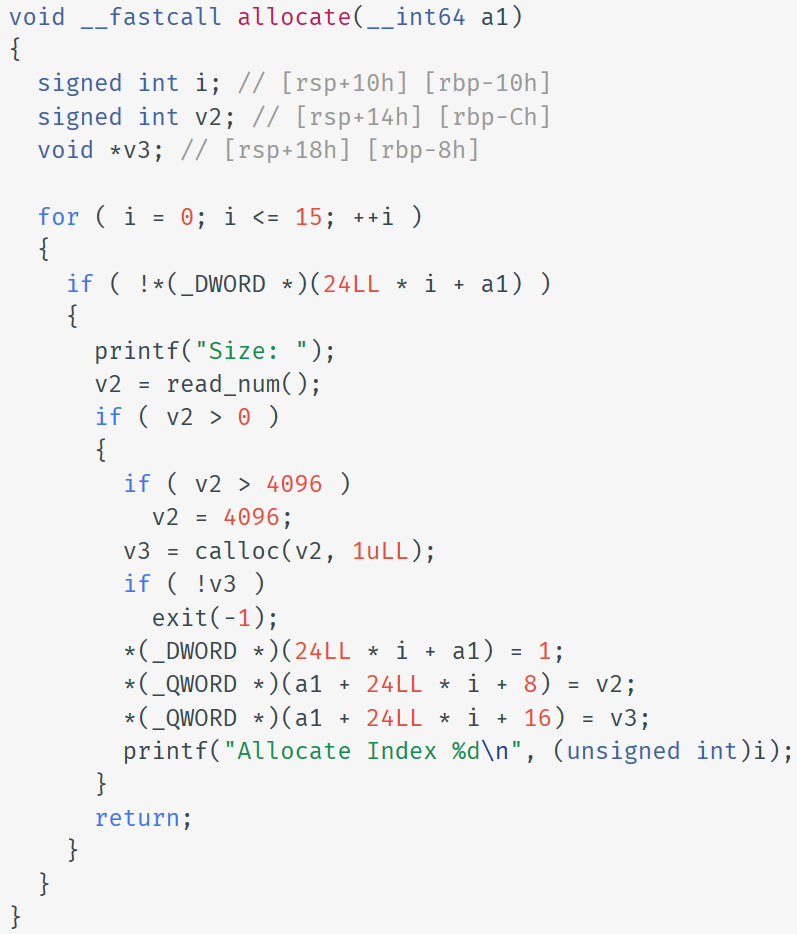 void __fastcall allocate(__int64 a1)
{
  signed int i; // [rsp+10h] [rbp-10h]
  signed int v2; // [rsp+14h] [rbp-Ch]
  void *v3; // [rsp+18h] [rbp-8h]

  for ( i = 0; i <= 15; ++i )
  {
    if ( !*(_DWORD *)(24LL * i + a1) )
    {
      printf("Size: ");
      v2 = read_num();
      if ( v2 > 0 )
      {
        if ( v2 > 4096 )
          v2 = 4096;
        v3 = calloc(v2, 1uLL);
        if ( !v3 )
          exit(-1);
        *(_DWORD *)(24LL * i + a1) = 1;
        *(_QWORD *)(a1 + 24LL * i + 8) = v2;
        *(_QWORD *)(a1 + 24LL * i + 16) = v3;
        printf("Allocate Index %d\n", (unsigned int)i);
      }
      return;
    }
  }
}